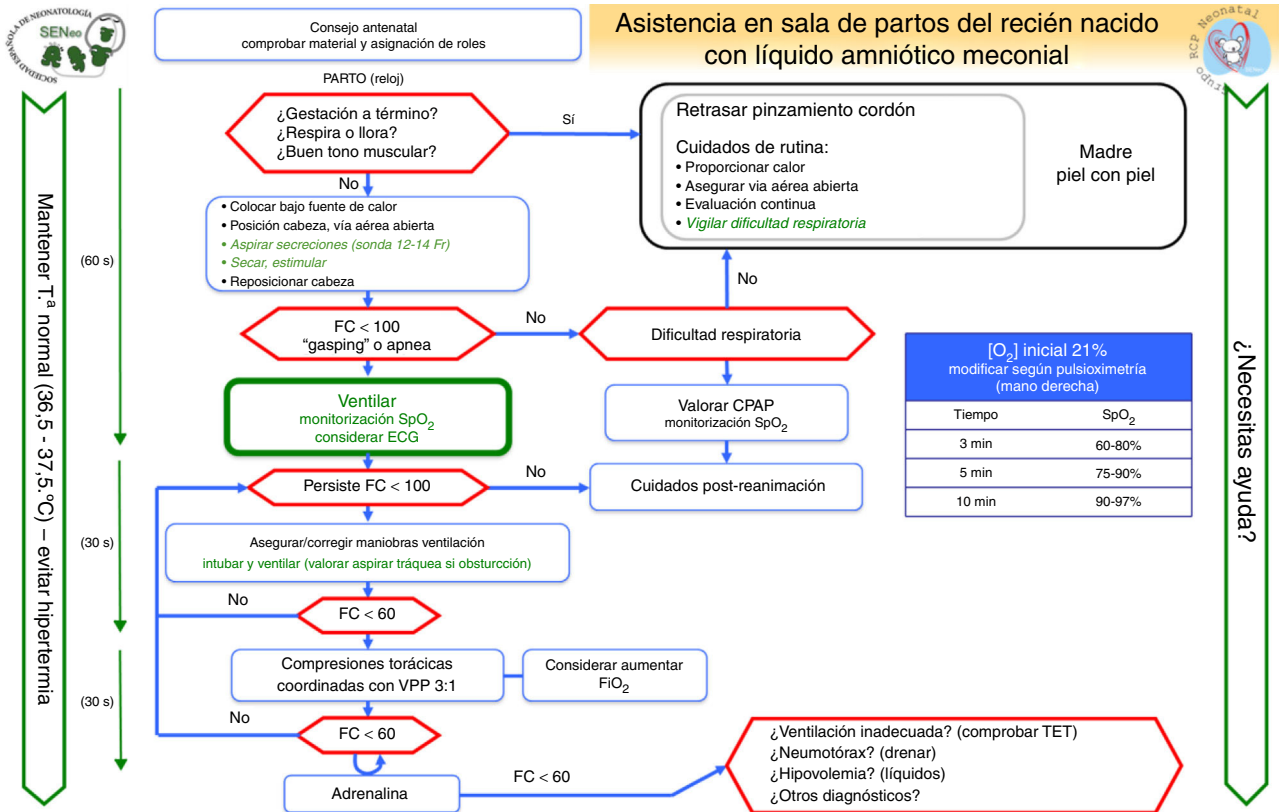 SOCIEDAD ESPAÑOLA DE NEONATOLOGÍA
SENeo
Consejo antenatal
comprobar material y asignación de roles
Asistencia en sala de partos del recién nacido
con líquido amniótico meconial
Grupo RCP Neonatal
PARTO (reloj)
¿Gestación a término?
¿Respira o llora?
¿Buen tono muscular?
Sí
Retrasar pinzamiento cordón
Cuidados de rutina:
• Proporcionar calor
• Asegurar via aérea abierta
• Evaluación continua
• Vigilar dificultad respiratoria
Madre
piel con piel
No
• Colocar bajo fuente de calor
• Posición cabeza, vía aérea abierta
• Aspirar secreciones (sonda 12-14 Fr)
• Secar, estimular
• Reposicionar cabeza
(60 s)
Mantener T.ª normal (36,5 - 37,5.ºC) – evitar hipertermia
¿Necesitas ayuda?
No
FC < 100
“gasping” o apnea
No
Dificultad respiratoria
Ventilar
monitorización SpO2
considerar ECG
Valorar CPAP
monitorización SpO2
[O2] inicial 21%
modificar según pulsioximetría
(mano derecha)
Tiempo SpO2
3 min 60-80%
5 min 75-90%
10 min 90-97%
Persiste FC < 100
No
Cuidados post-reanimación
(30 s)
Asegurar/corregir maniobras ventilación
intubar y ventilar (valorar aspirar tráquea si obsturcción)
No
FC < 60
Compresiones torácicas
coordinadas con VPP 3:1
Considerar aumentar
FiO2
(30 s)
No
FC < 60
Adrenalina
FC < 60
¿Ventilación inadecuada? (comprobar TET)
¿Neumotórax? (drenar)
¿Hipovolemia? (líquidos)
¿Otros diagnósticos?